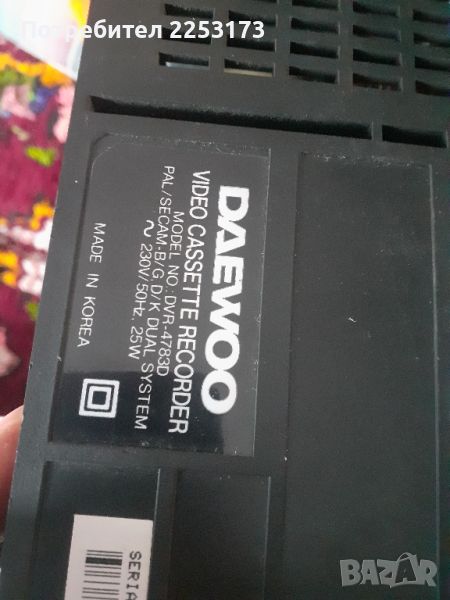 Потребител 2253173
DAEWOO
VIDEO CASSETTE RECORDER
MODEL NO.: DVR-4783D
PAL/SECAM-B/G D/K DUAL SYSTEM
∼ 230V/50Hz, 25W
MADE IN KOREA
SERIA
BAZAR